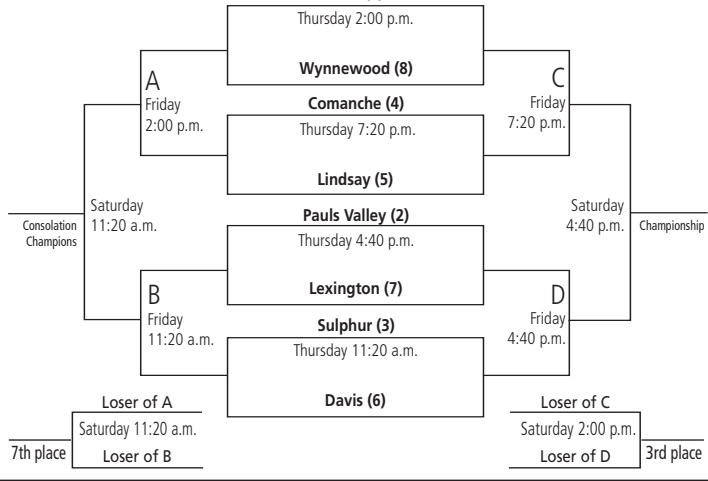 Thursday 2:00 p.m.
Wynnewood (8)
A
Friday
2:00 p.m.
C
Friday
7:20 p.m.
Comanche (4)
Thursday 7:20 p.m.
Lindsay (5)
Saturday
11:20 a.m.
Consolation
Champions
Saturday
4:40 p.m.
Championship
Pauls Valley (2)
Thursday 4:40 p.m.
Lexington (7)
B
Friday
11:20 a.m.
D
Friday
4:40 p.m.
Sulphur (3)
Thursday 11:20 a.m.
Davis (6)
Loser of A
Saturday 11:20 a.m.
7th place
Loser of B
Loser of C
Saturday 2:00 p.m.
3rd place
Loser of D